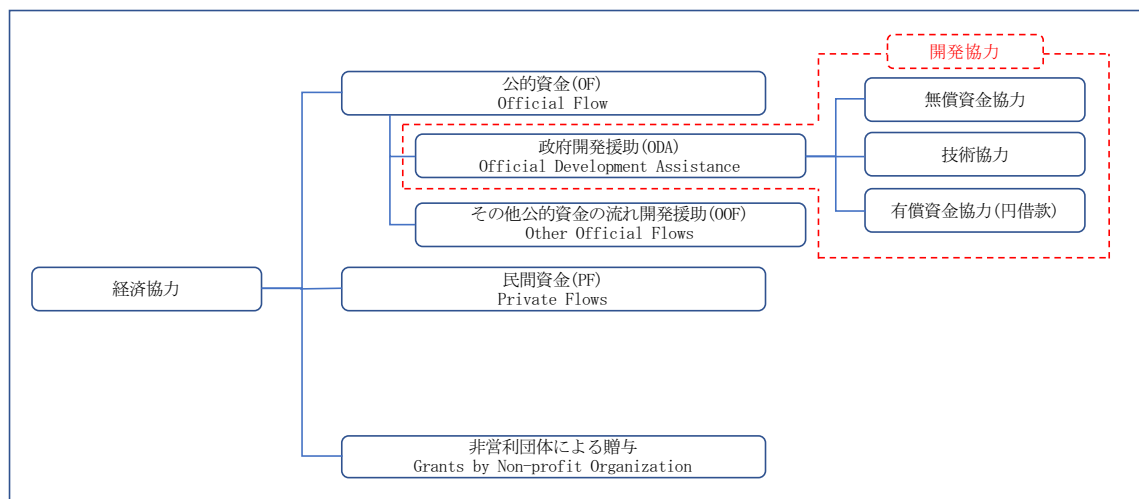 開発協力
公的資金(OF)
Official Flow
無償資金協力
政府開発援助(ODA)
Official Development Assistance
技術協力
その他公的資金の流れ開発援助(OOF)
Other Official Flows
有償資金協力(円借款)
経済協力
民間資金(PF)
Private Flows
非営利団体による贈与
Grants by Non-profit Organization